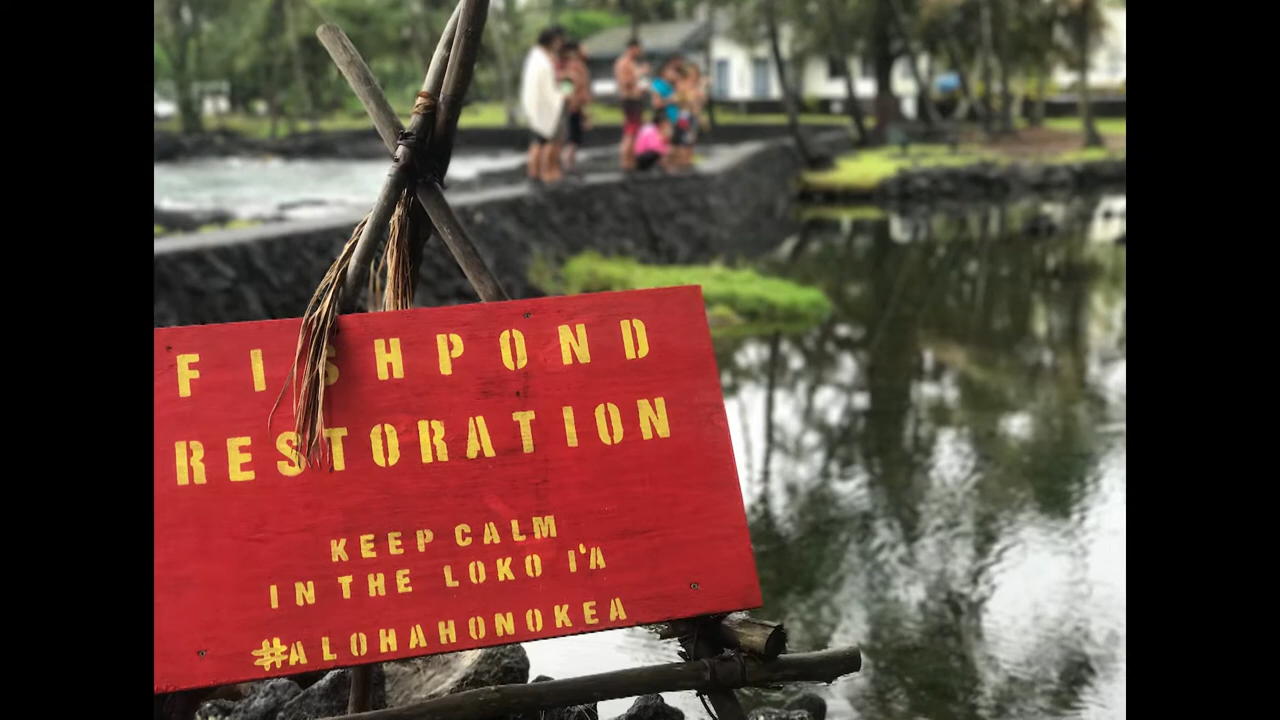 FISHPOND
RESTORATION
KEEP CALM
IN THE LOKO I'A
#ALOHAHONOKEA